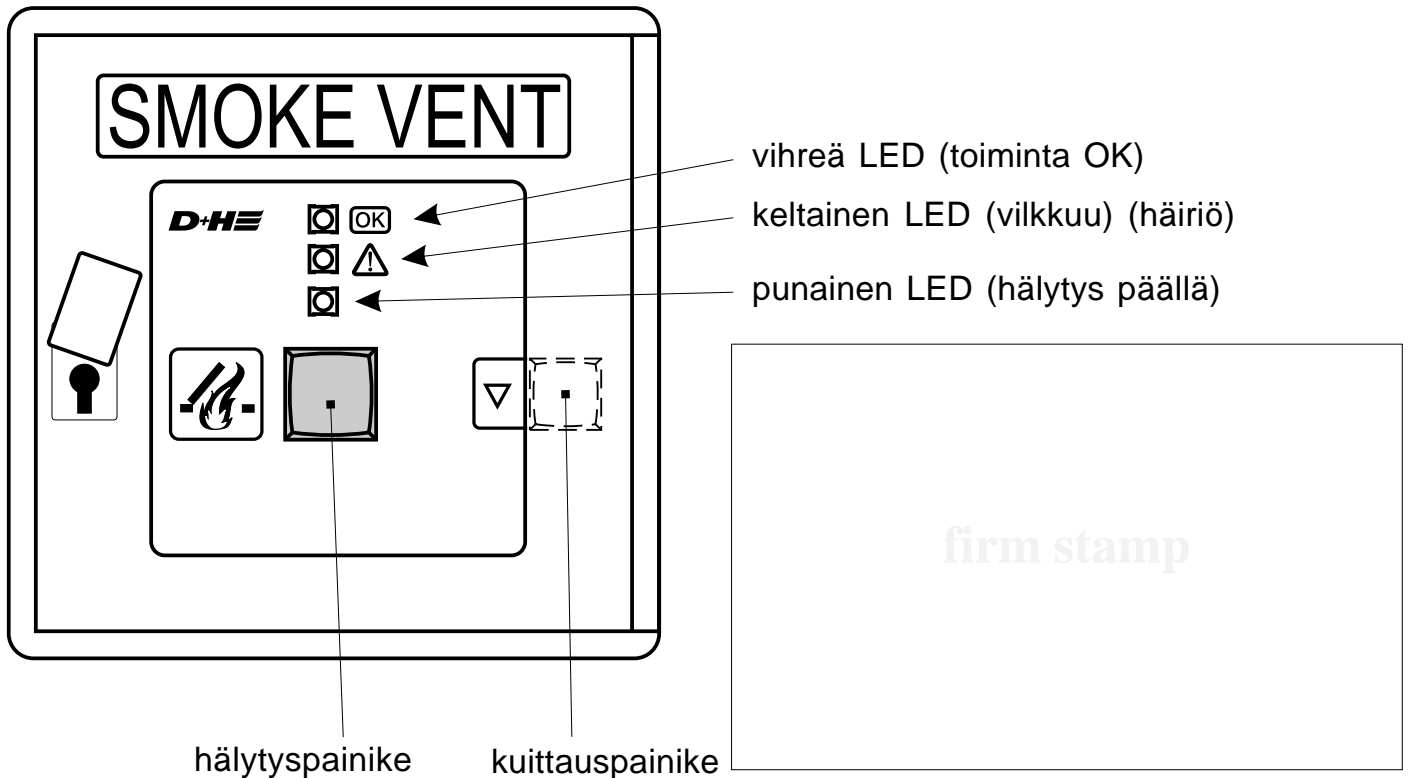 SMOKE VENT
D+H
OK
vihreä LED (toiminta OK)
keltainen LED (vilkkuu) (häiriö)
punainen LED (hälytys päällä)
firm stamp
hälytyspainike
kuittauspainike